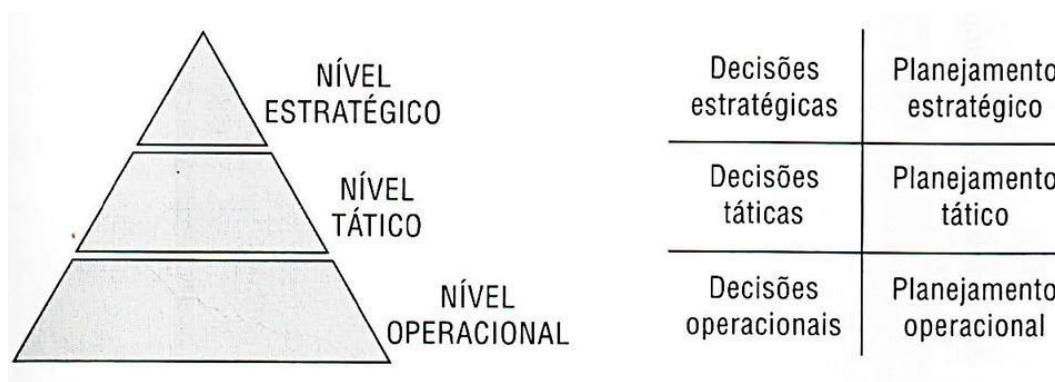 NÍVEL
ESTRATÉGICO
Decisões
estratégicas
Planejamento
estratégico
NÍVEL
TÁTICO
Decisões
táticas
Planejamento
tático
NÍVEL
OPERACIONAL
Decisões
operacionais
Planejamento
operacional